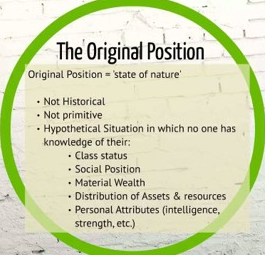 The Original Position
Original Position = 'state of nature'
• Not Historical
• Not primitive
• Hypothetical Situation in which no one has
knowledge of their:
• Class status
• Social Position
• Material Wealth
• Distribution of Assets & resources
• Personal Attributes (intelligence,
strength, etc.)